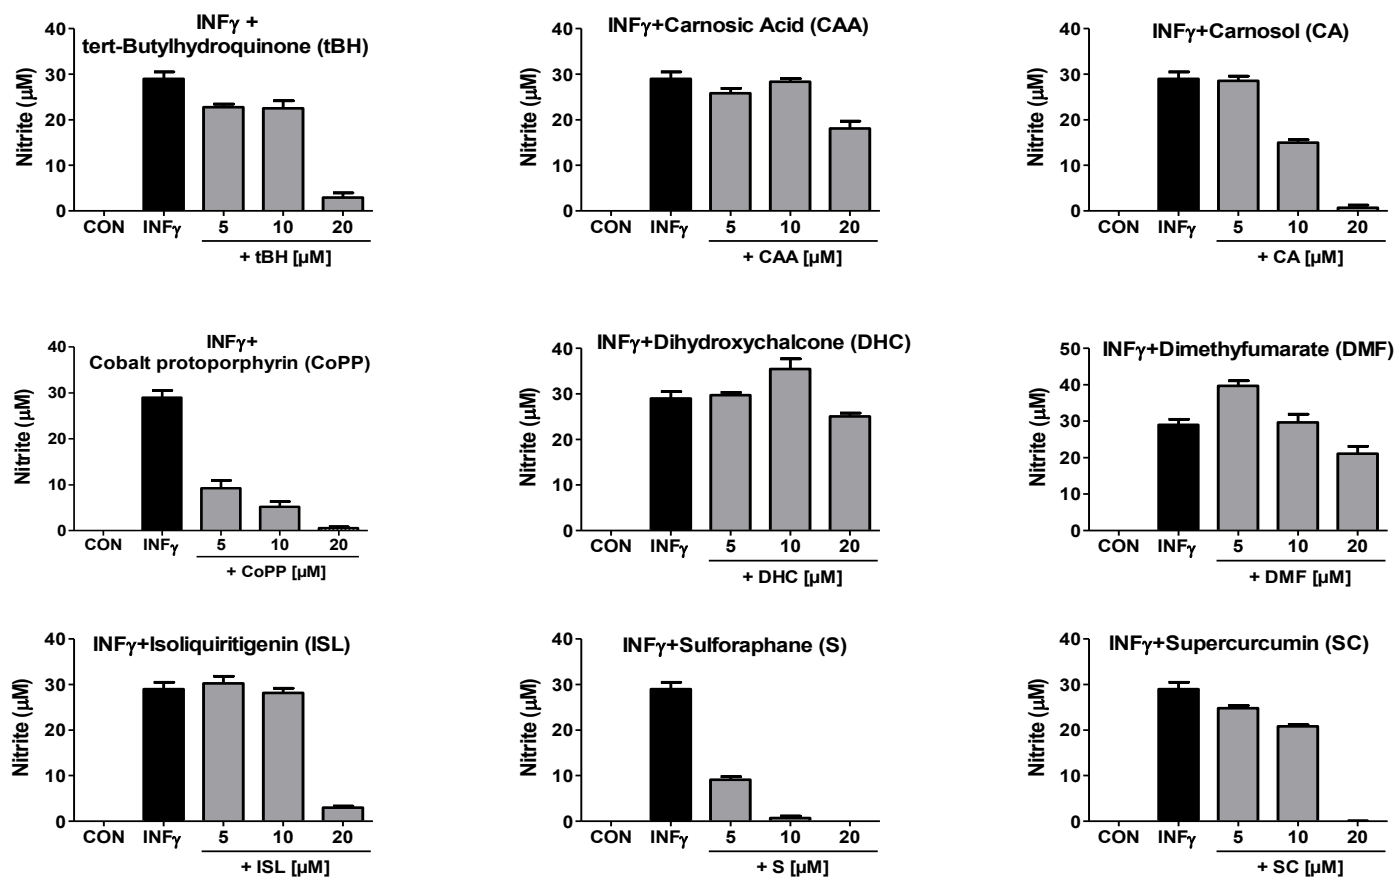 INFγ +
tert-Butylhydroquinone (tBH)
Nitrite (μM)
40
30
20
10
0
CON INFγ 5 10 20
+ tBH [μM]
INFγ+Carnosic Acid (CAA)
Nitrite (μM)
40
30
20
10
0
CON INFγ 5 10 20
+ CAA [μM]
INFγ+Carnosol (CA)
Nitrite (μM)
40
30
20
10
0
CON INFγ 5 10 20
+ CA [μM]
INFγ+
Cobalt protoporphyrin (CoPP)
Nitrite (μM)
40
30
20
10
0
CON INFγ 5 10 20
+ CoPP [μM]
INFγ+Dihydroxychalcone (DHC)
Nitrite (μM)
40
30
20
10
0
CON INFγ 5 10 20
+ DHC [μM]
INFγ+Dimethyfumarate (DMF)
Nitrite (μM)
50
40
30
20
10
0
CON INFγ 5 10 20
+ DMF [μM]
INFγ+Isoliquiritigenin (ISL)
Nitrite (μM)
40
30
20
10
0
CON INFγ 5 10 20
+ ISL [μM]
INFγ+Sulforaphane (S)
Nitrite (μM)
40
30
20
10
0
CON INFγ 5 10 20
+ S [μM]
INFγ+Supercurcumin (SC)
Nitrite (μM)
40
30
20
10
0
CON INFγ 5 10 20
+ SC [μM]